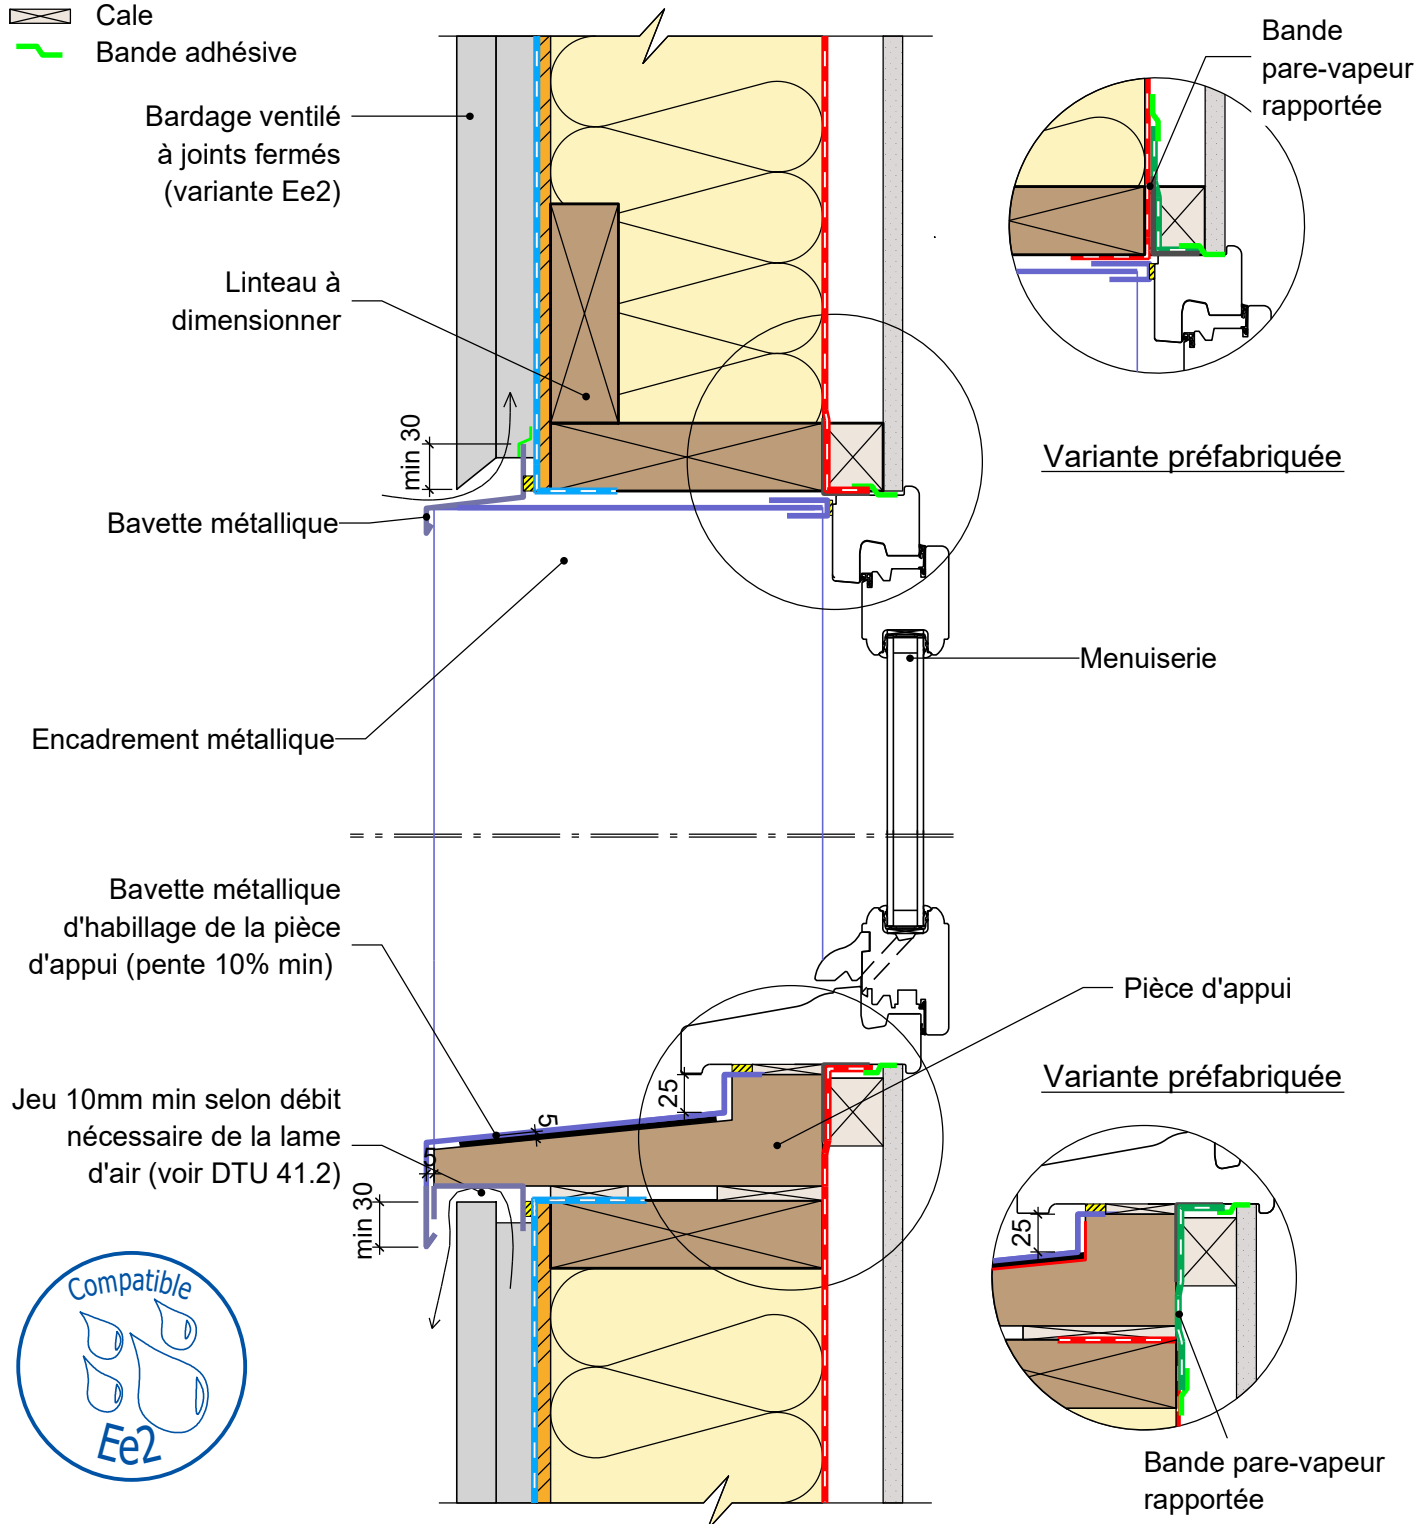 Cale
Bande adhésive
Bande
pare-vapeur
rapportée
Bardage ventilé
à joints fermés
(variante Ee2)
Linteau à
dimensionner
min 30
Variante préfabriquée
Bavette métallique
Menuiserie
Encadrement métallique
Bavette métallique
d'habillage de la pièce
d'appui (pente 10% min)
Pièce d'appui
Variante préfabriquée
25
5
Jeu 10mm min selon débit
nécessaire de la lame
d'air (voir DTU 41.2)
5
min 30
25
Compatible
Ee2
Bande pare-vapeur
rapportée